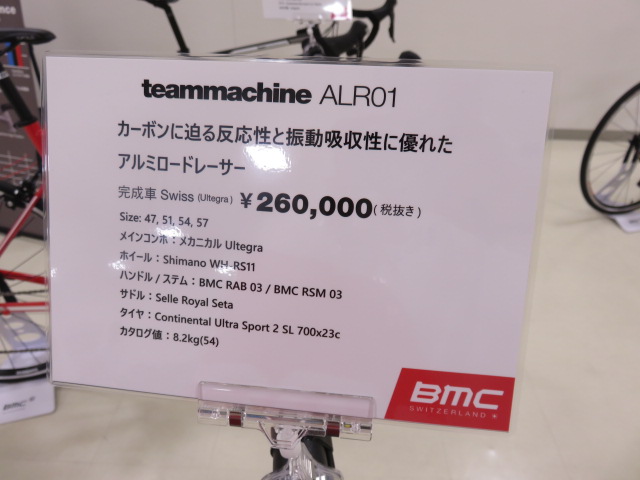 teammachine ALR01
カーボンに迫る反応性と振動吸収性に優れた
アルミロードレーサー
完成車 Swiss (Ultegra) ¥260,000(税抜き)
Size: 47, 51, 54, 57
メインコンポ：メカニカル Ultegra
ホイール：Shimano WH-RS11
ハンドル / ステム：BMC RAB 03 / BMC RSM 03
サドル：Selle Royal Seta
タイヤ：Continental Ultra Sport 2 SL 700x23c
カタログ値：8.2kg(54)
BMC
SWITZERLAND
BMC